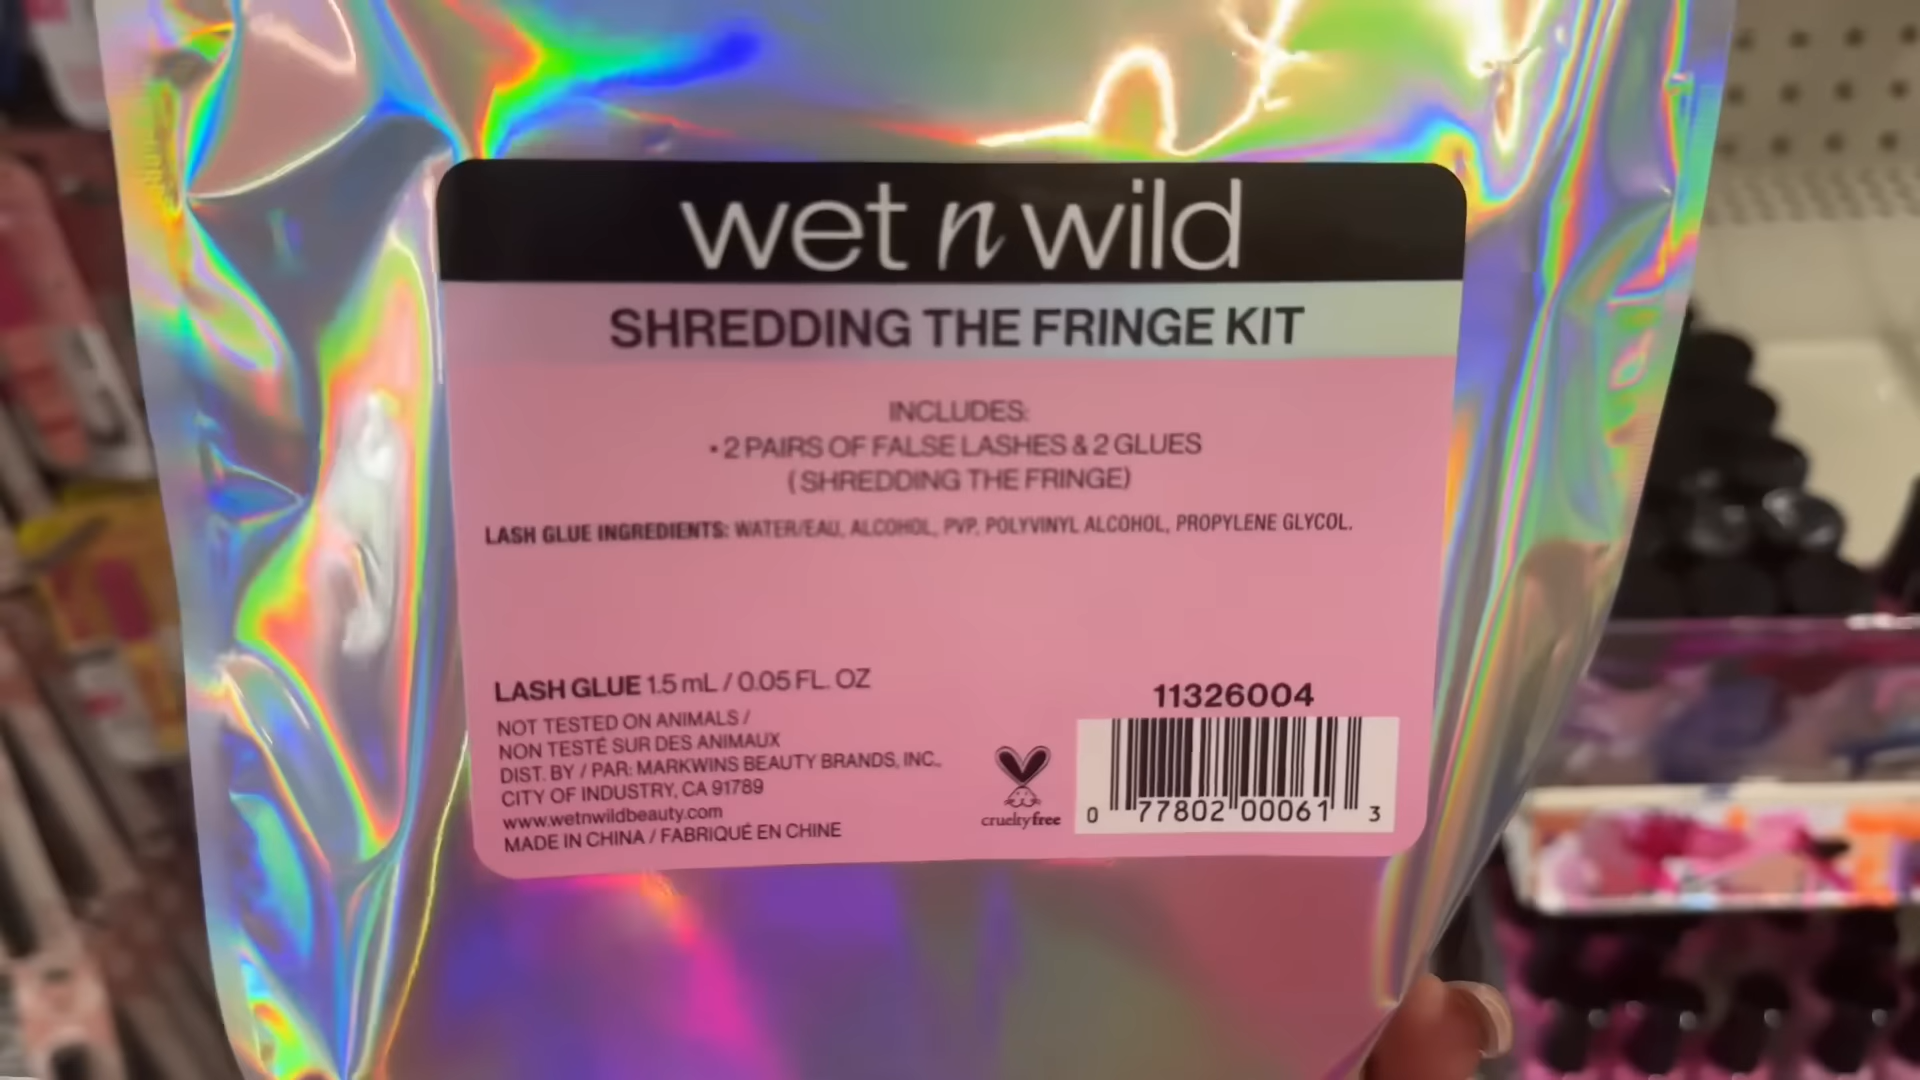 wet n wild
SHREDDING THE FRINGE KIT
INCLUDES:
• 2 PAIRS OF FALSE LASHES & 2 GLUES
(SHREDDING THE FRINGE)
LASH GLUE INGREDIENTS: WATER/EAU, ALCOHOL, PVP, POLYVINYL ALCOHOL, PROPYLENE GLYCOL.
LASH GLUE 1.5 mL / 0.05 FL. OZ
NOT TESTED ON ANIMALS /
NON TESTÉ SUR DES ANIMAUX
DIST. BY / PAR: MARKWINS BEAUTY BRANDS, INC.,
CITY OF INDUSTRY, CA 91789
www.wetnwildbeauty.com
MADE IN CHINA / FABRIQUÉ EN CHINE
crueltyfree
11326004
0 77802 00061 3